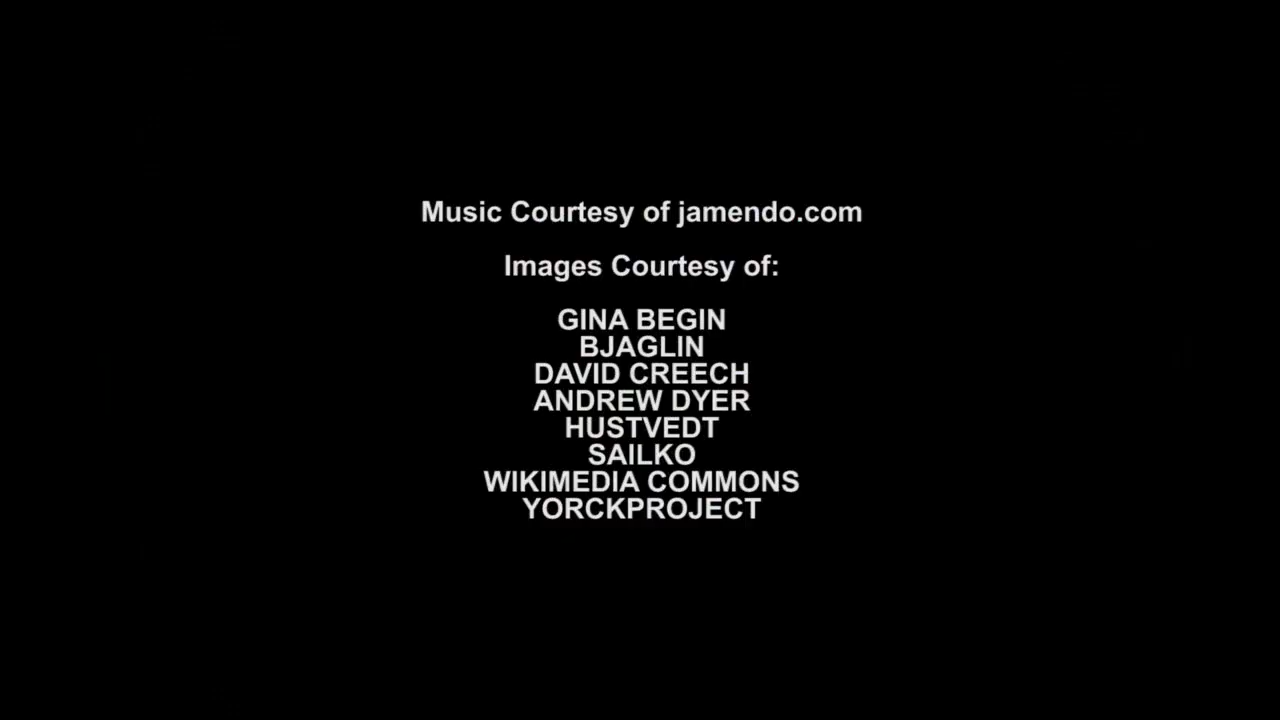 Music Courtesy of jamendo.com
Images Courtesy of:
GINA BEGIN
BJAGLIN
DAVID CREECH
ANDREW DYER
HUSTVEDT
SAILKO
WIKIMEDIA COMMONS
YORCKPROJECT